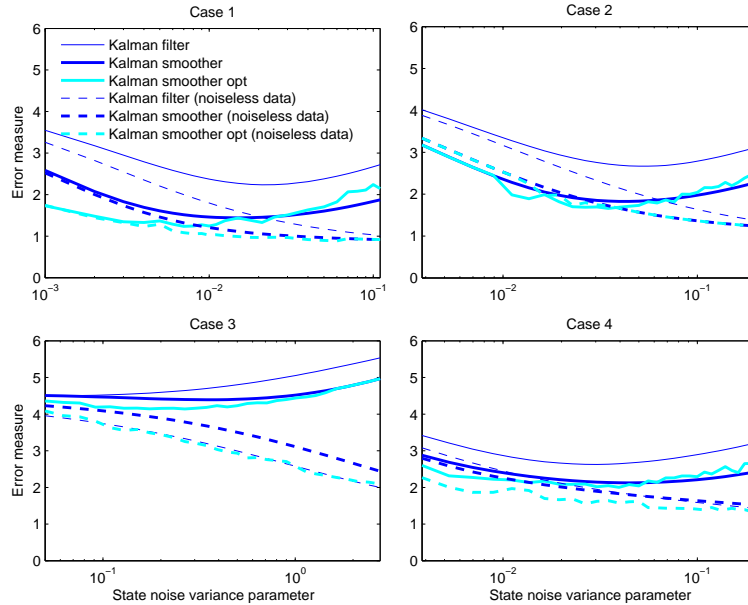 Case 1
Case 2
6
5
4
3
2
1
0
Error measure
Kalman filter
Kalman smoother
Kalman smoother opt
Kalman filter (noiseless data)
Kalman smoother (noiseless data)
Kalman smoother opt (noiseless data)
10⁻³
10⁻²
10⁻¹
6
5
4
3
2
1
0
10⁻²
10⁻¹
Case 3
Case 4
6
5
4
3
2
1
0
Error measure
10⁻¹
10⁰
State noise variance parameter
6
5
4
3
2
1
0
10⁻²
10⁻¹
State noise variance parameter